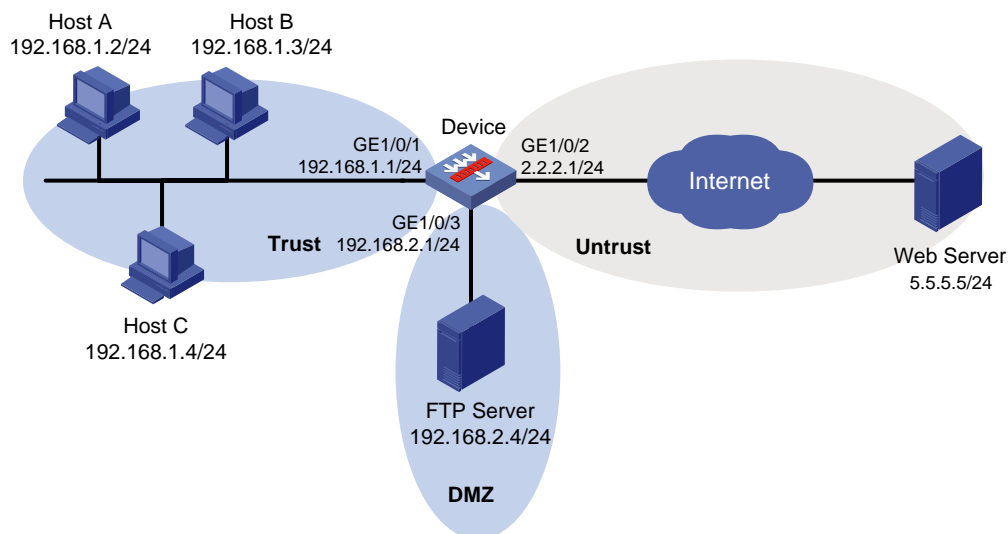 Host A
192.168.1.2/24
Host B
192.168.1.3/24
Device
GE1/0/1
192.168.1.1/24
GE1/0/2
2.2.2.1/24
Internet
GE1/0/3
192.168.2.1/24
Trust
Untrust
Web Server
5.5.5.5/24
Host C
192.168.1.4/24
FTP Server
192.168.2.4/24
DMZ